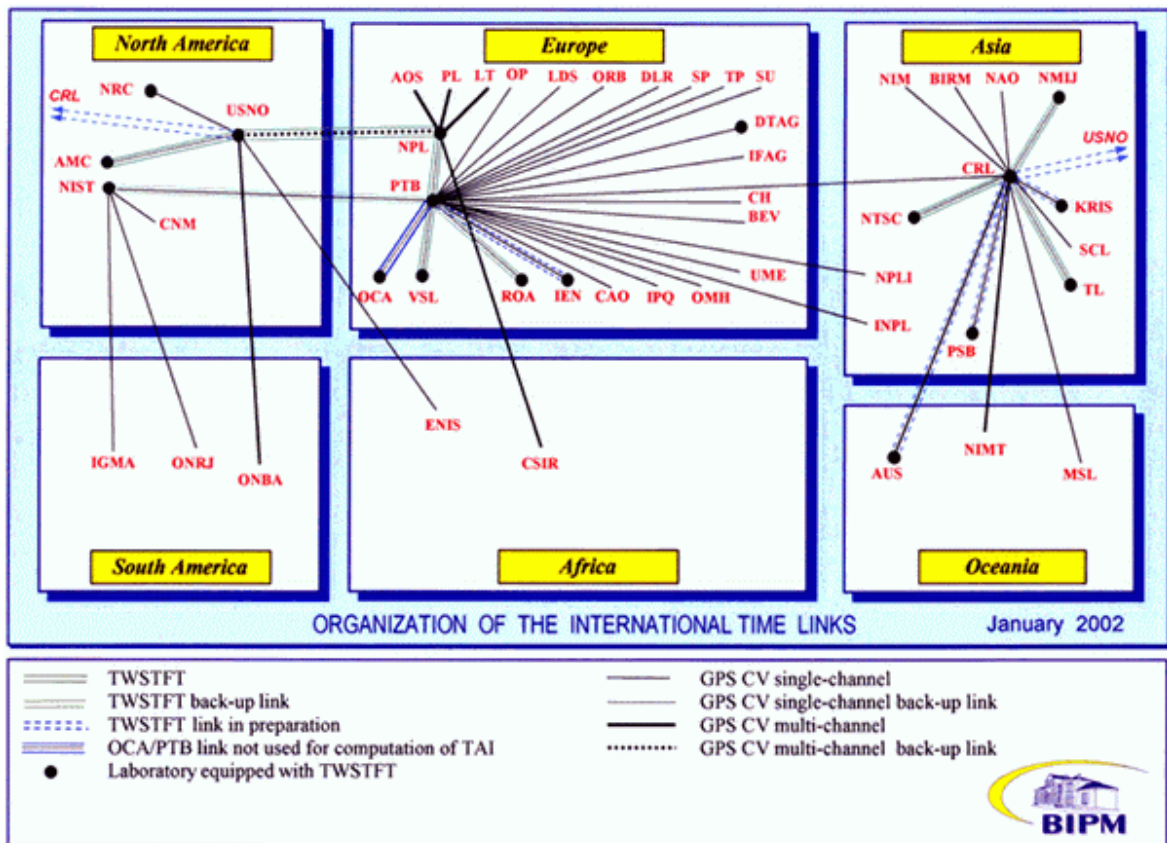 North America
Europe
Asia
AOS PL LT OP LDS ORB DLR SP TP SU
NIM BIRM NAO NMIJ
CRL
NRC
USNO
DTAG
NPL
USNO
AMC
IFAG
CRL
NIST
PTB
CH
KRIS
CNM
BEV
NTSC
SCL
UME
NPLI
TL
OCA VSL ROA IEN CAO IPQ OMH
INPL
PSB
ENIS
IGMA ONRJ
CSIR
NIMT
ONBA
AUS
MSL
South America
Africa
Oceania
ORGANIZATION OF THE INTERNATIONAL TIME LINKS January 2002
TWSTFT
TWSTFT back-up link
TWSTFT link in preparation
OCA/PTB link not used for computation of TAI
Laboratory equipped with TWSTFT
GPS CV single-channel
GPS CV single-channel back-up link
GPS CV multi-channel
GPS CV multi-channel back-up link
BIPM